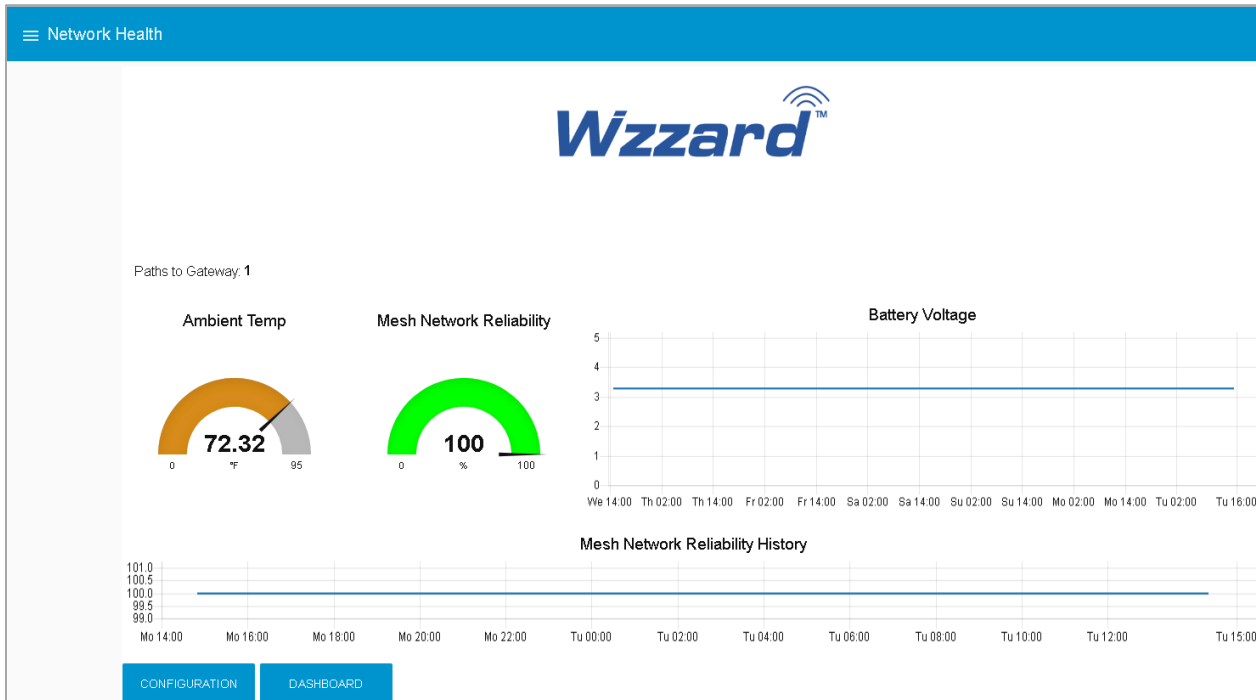 Network Health
Wzzard™
Paths to Gateway: 1
Ambient Temp
72.32
0 °F 95
Mesh Network Reliability
100
0 % 100
Battery Voltage
5
4
3
2
1
0
We 14:00 Th 02:00 Th 14:00 Fr 02:00 Fr 14:00 Sa 02:00 Sa 14:00 Su 02:00 Su 14:00 Mo 02:00 Mo 14:00 Tu 02:00 Tu 16:00
Mesh Network Reliability History
101.0
100.5
100.0
99.5
99.0
Mo 14:00 Mo 16:00 Mo 18:00 Mo 20:00 Mo 22:00 Tu 00:00 Tu 02:00 Tu 04:00 Tu 06:00 Tu 08:00 Tu 10:00 Tu 12:00 Tu 15:00
CONFIGURATION DASHBOARD